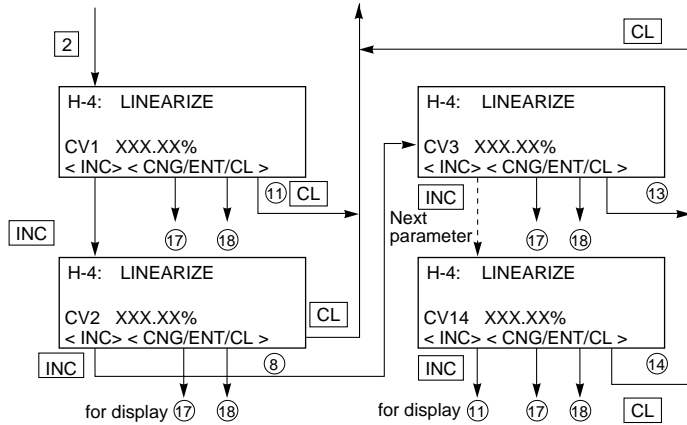 2
CL
H-4: LINEARIZE
CV1 XXX.XX%
< INC> < CNG/ENT/CL >
11 CL
17 18
INC
H-4: LINEARIZE
CV2 XXX.XX%
< INC> < CNG/ENT/CL >
CL
INC
8
for display 17 18
H-4: LINEARIZE
CV3 XXX.XX%
< INC> < CNG/ENT/CL >
INC
13
Next
parameter
17 18
H-4: LINEARIZE
CV14 XXX.XX%
< INC> < CNG/ENT/CL >
INC
14
for display 11 17 18
CL